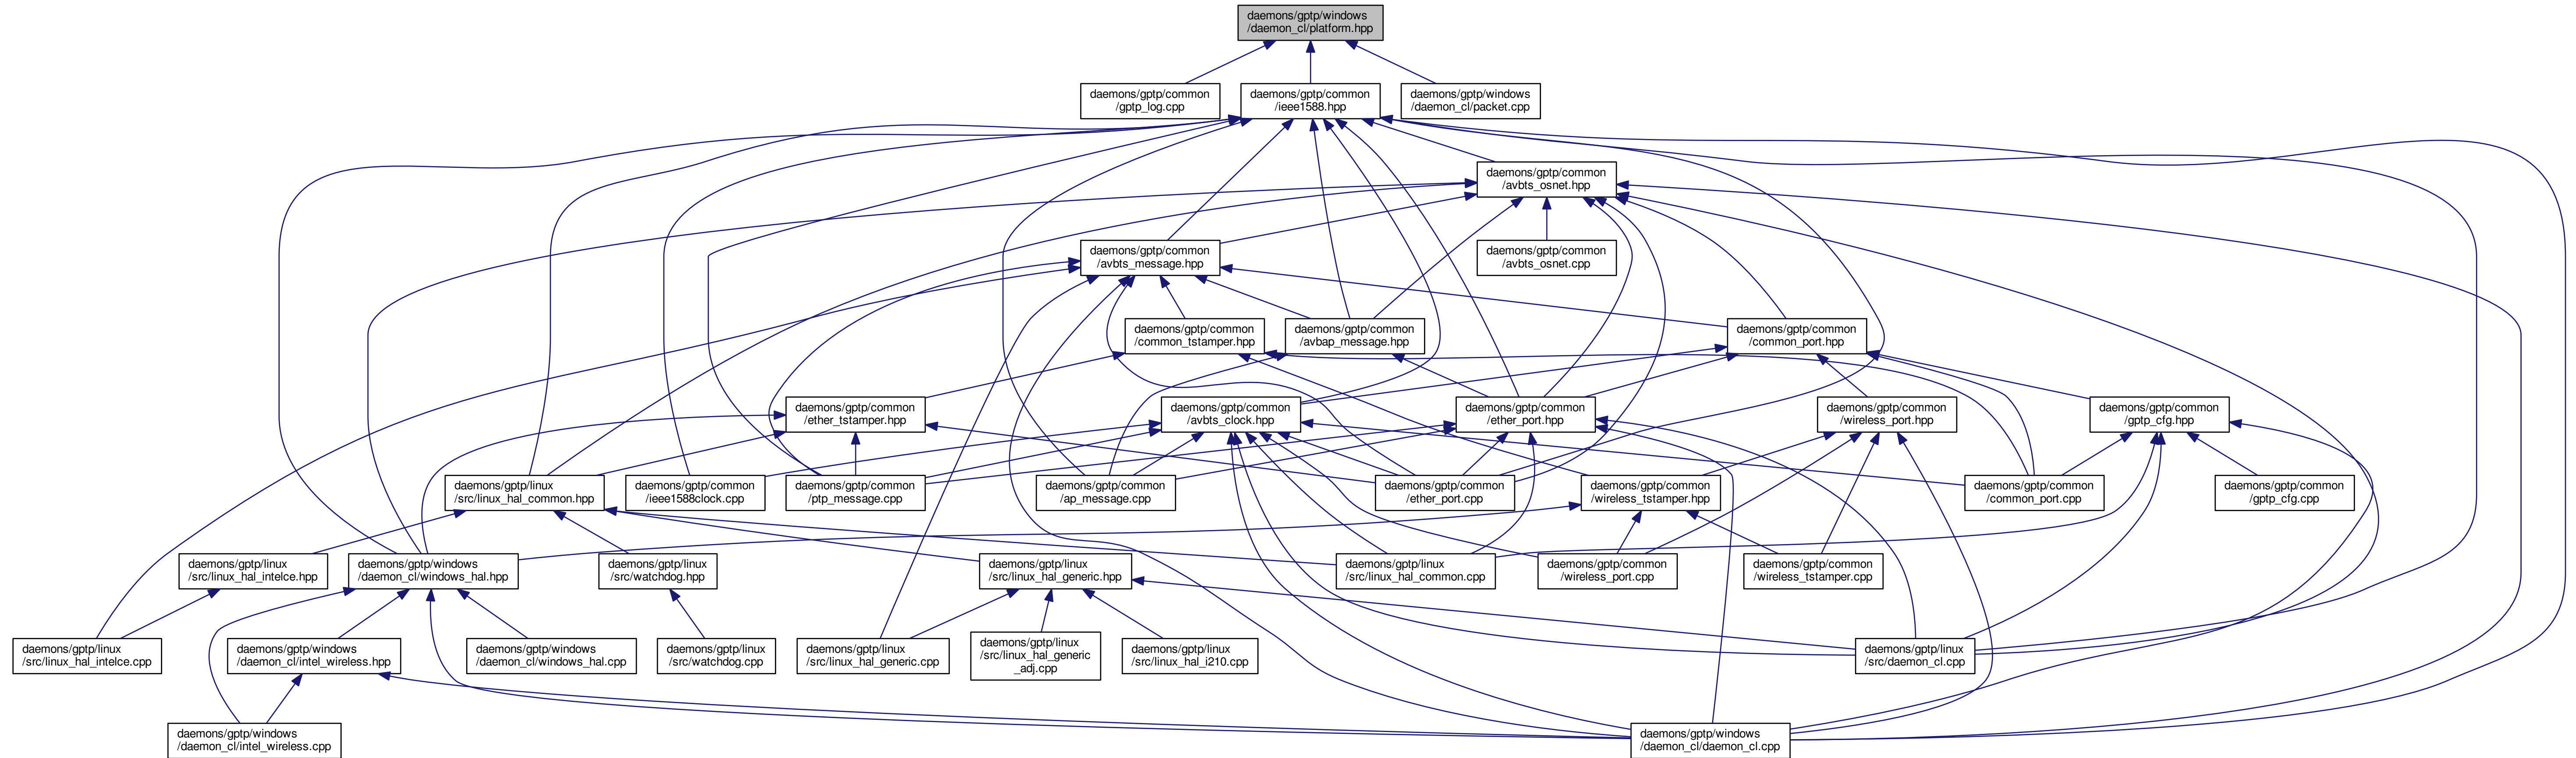 daemons/gptp/windows
/daemon_cl/platform.hpp
daemons/gptp/common
/gptp_log.cpp
daemons/gptp/common
/ieee1588.hpp
daemons/gptp/windows
/daemon_cl/packet.cpp
daemons/gptp/common
/avbts_osnet.hpp
daemons/gptp/common
/avbts_message.hpp
daemons/gptp/common
/avbts_osnet.cpp
daemons/gptp/common
/common_tstamper.hpp
daemons/gptp/common
/avbap_message.hpp
daemons/gptp/common
/common_port.hpp
daemons/gptp/common
/ether_tstamper.hpp
daemons/gptp/common
/avbts_clock.hpp
daemons/gptp/common
/ether_port.hpp
daemons/gptp/common
/wireless_port.hpp
daemons/gptp/common
/gptp_cfg.hpp
daemons/gptp/linux
/src/linux_hal_common.hpp
daemons/gptp/common
/ieee1588clock.cpp
daemons/gptp/common
/ptp_message.cpp
daemons/gptp/common
/ap_message.cpp
daemons/gptp/common
/ether_port.cpp
daemons/gptp/common
/wireless_tstamper.hpp
daemons/gptp/common
/common_port.cpp
daemons/gptp/common
/gptp_cfg.cpp
daemons/gptp/linux
/src/linux_hal_intelce.hpp
daemons/gptp/windows
/daemon_cl/windows_hal.hpp
daemons/gptp/linux
/src/watchdog.hpp
daemons/gptp/linux
/src/linux_hal_generic.hpp
daemons/gptp/linux
/src/linux_hal_common.cpp
daemons/gptp/common
/wireless_port.cpp
daemons/gptp/common
/wireless_tstamper.cpp
daemons/gptp/linux
/src/linux_hal_intelce.cpp
daemons/gptp/windows
/daemon_cl/intel_wireless.hpp
daemons/gptp/windows
/daemon_cl/windows_hal.cpp
daemons/gptp/linux
/src/watchdog.cpp
daemons/gptp/linux
/src/linux_hal_generic.cpp
daemons/gptp/linux
/src/linux_hal_generic
_adj.cpp
daemons/gptp/linux
/src/linux_hal_i210.cpp
daemons/gptp/linux
/src/daemon_cl.cpp
daemons/gptp/windows
/daemon_cl/intel_wireless.cpp
daemons/gptp/windows
/daemon_cl/daemon_cl.cpp